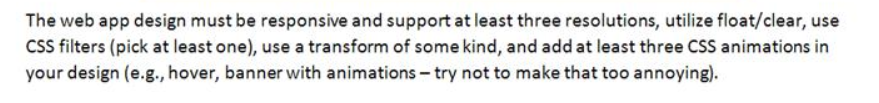 The web app design must be responsive and support at least three resolutions, utilize float/clear, use
CSS filters (pick at least one), use a transform of some kind, and add at least three CSS animations in
your design (e.g., hover, banner with animations – try not to make that too annoying).